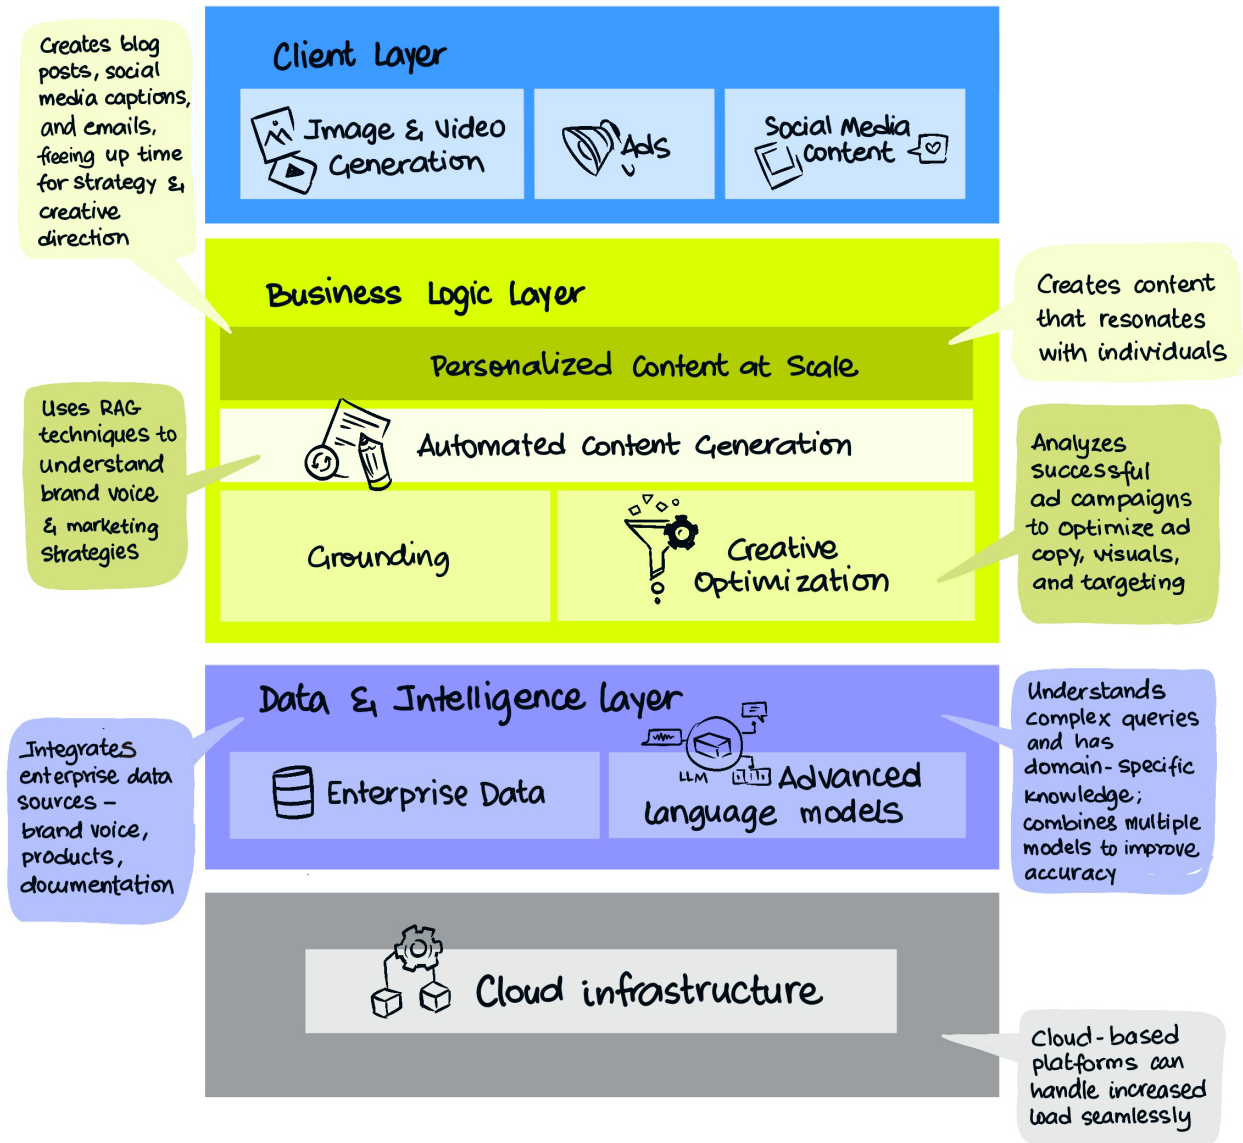 Creates blog
posts, social
media captions,
and emails,
freeing up time
for strategy &
creative
direction
Client Layer
Image & Video
Generation
Ads
Social Media
Content
Business Logic Layer
Personalized Content at Scale
Creates content
that resonates
with individuals
Uses RAG
techniques to
understand
brand voice
& marketing
strategies
Automated Content Generation
Grounding
Creative
Optimization
Analyzes
successful
ad campaigns
to optimize ad
copy, visuals,
and targeting
Data & Intelligence Layer
Integrates
enterprise data
sources –
brand voice,
products,
documentation
Enterprise Data
LLM
Advanced
Language models
Understands
complex queries
and has
domain-specific
knowledge;
combines multiple
models to improve
accuracy
Cloud infrastructure
Cloud-based
platforms can
handle increased
load seamlessly